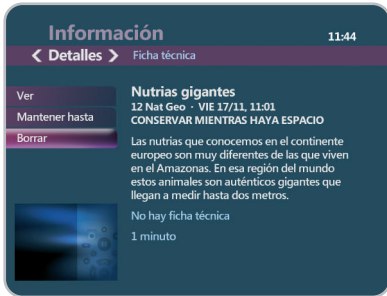 Información
11:44
< Detalles > Ficha técnica
Ver
Mantener hasta
Borrar
Nutrias gigantes
12 Nat Geo · VIE 17/11, 11:01
CONSERVAR MIENTRAS HAYA ESPACIO
Las nutrias que conocemos en el continente
europeo son muy diferentes de las que viven
en el Amazonas. En esa región del mundo
estos animales son auténticos gigantes que
llegan a medir hasta dos metros.
No hay ficha técnica
1 minuto